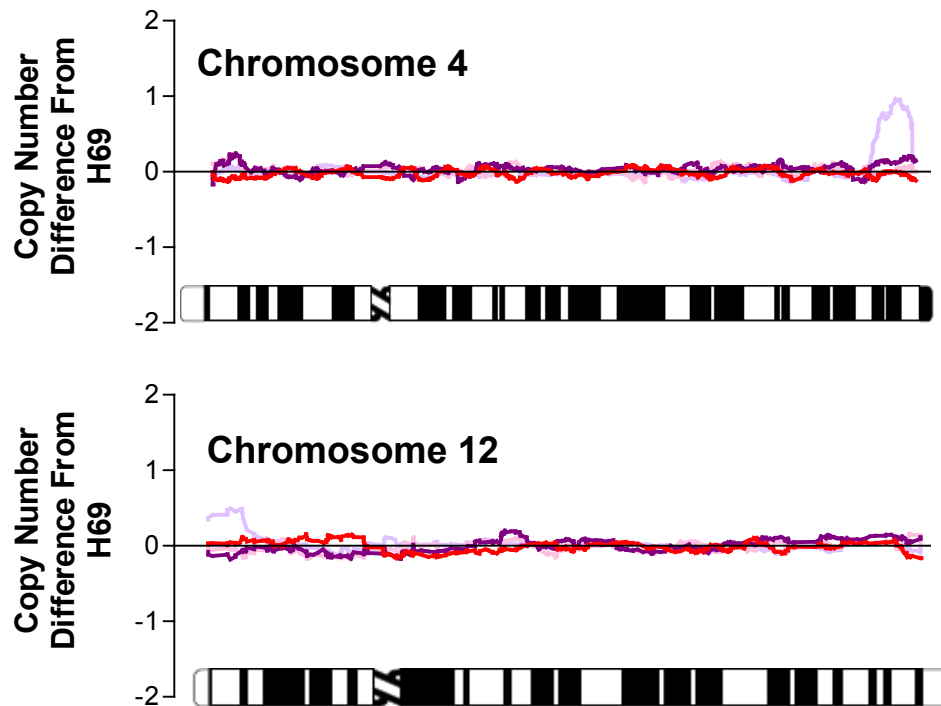 Copy Number
Difference From
H69
2
1
0
-1
-2
Chromosome 4
Copy Number
Difference From
H69
2
1
0
-1
-2
Chromosome 12